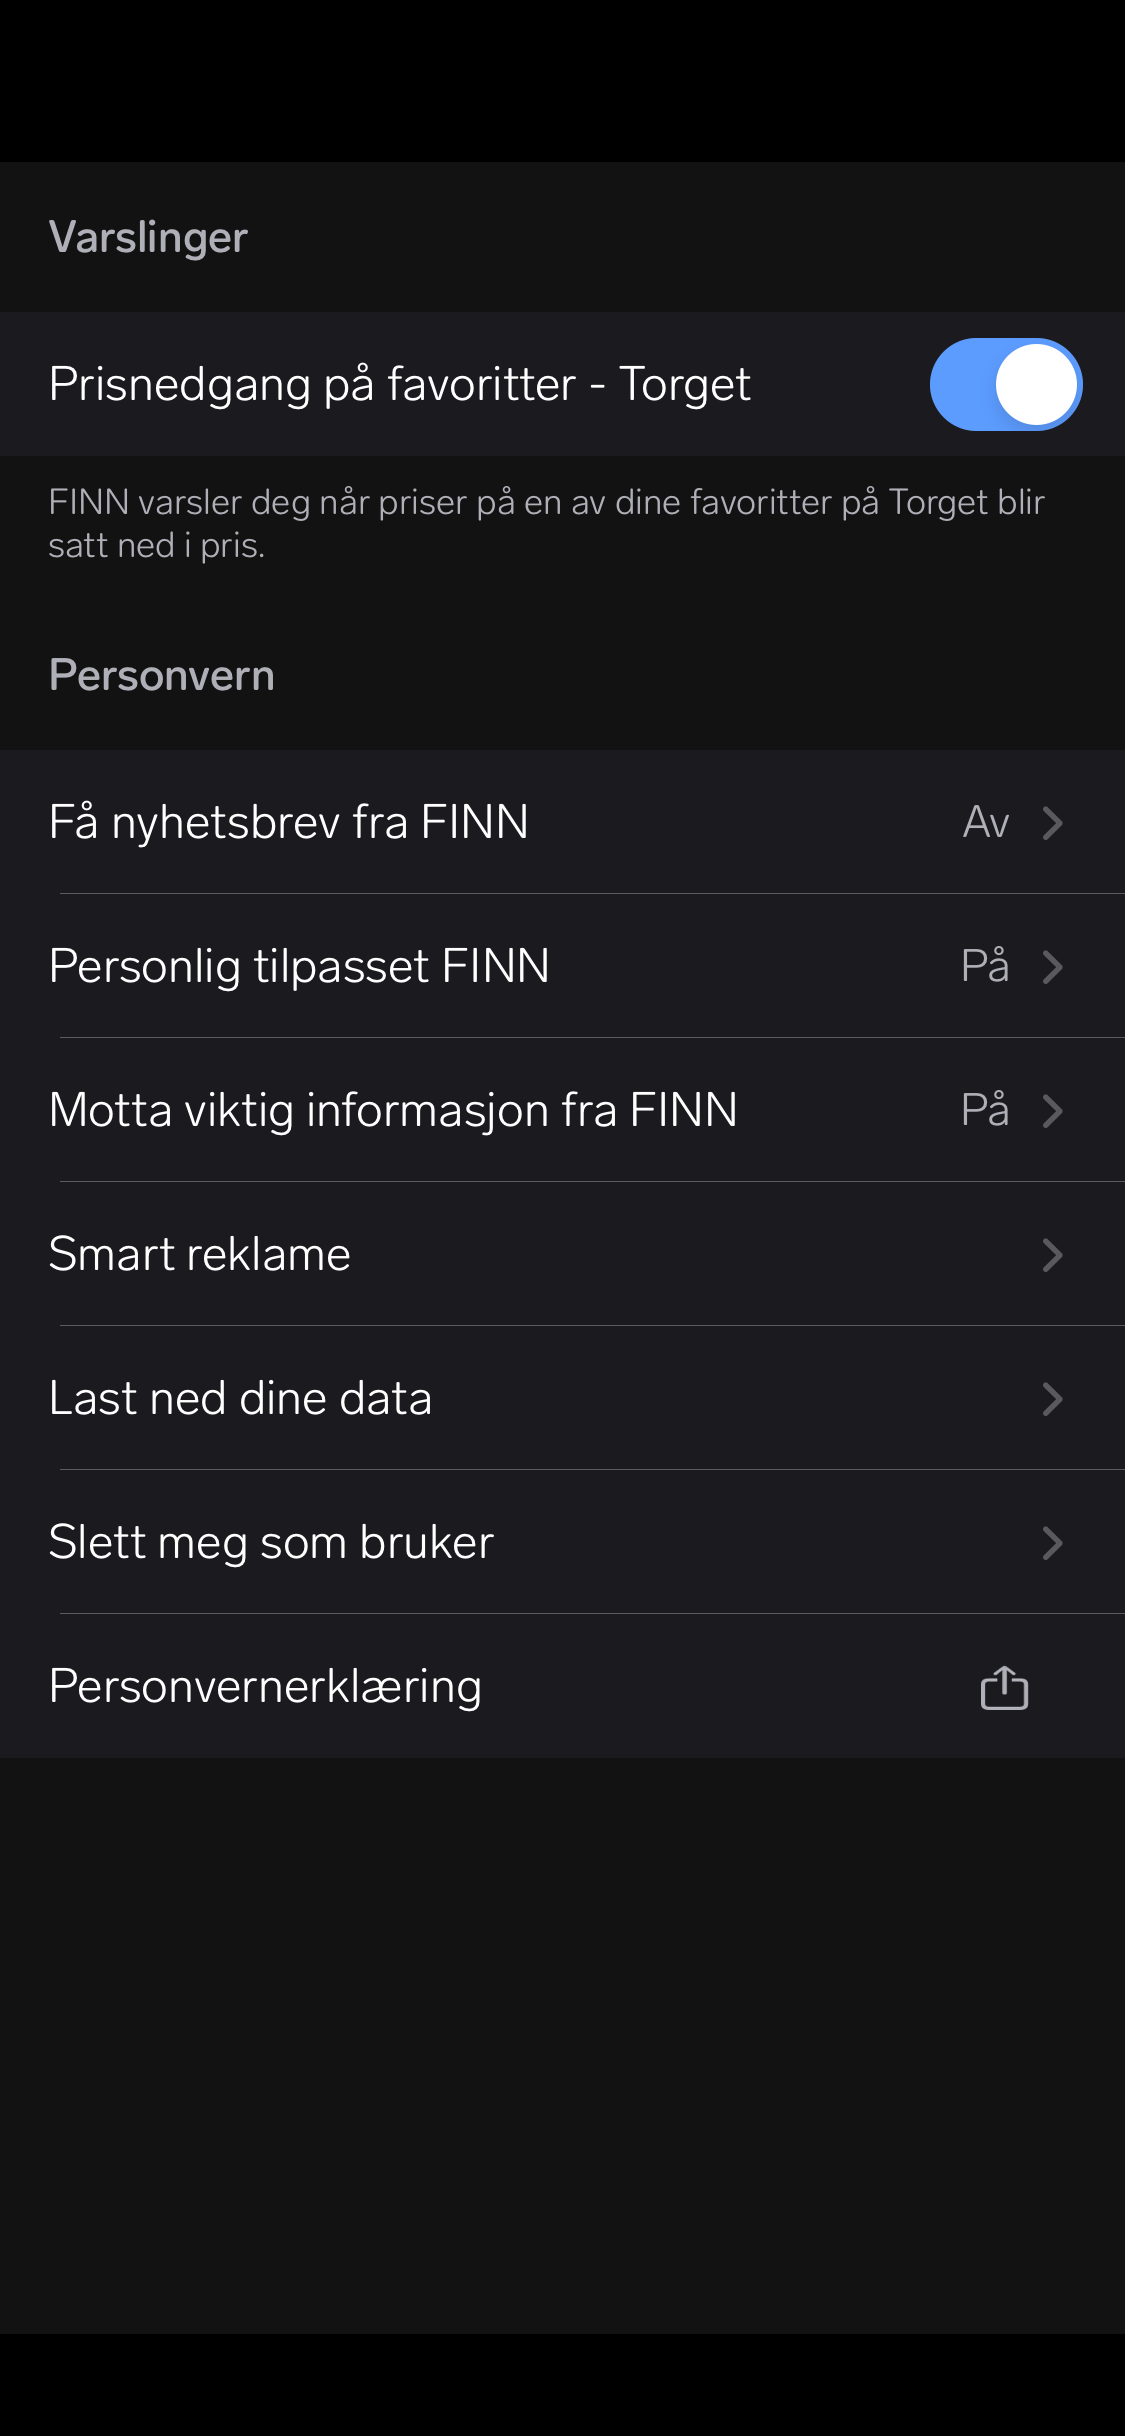 Varslinger
Prisnedgang på favoritter - Torget
FINN varsler deg når priser på en av dine favoritter på Torget blir
satt ned i pris.
Personvern
Få nyhetsbrev fra FINN Av
Personlig tilpasset FINN På
Motta viktig informasjon fra FINN På
Smart reklame
Last ned dine data
Slett meg som bruker
Personvernerklæring